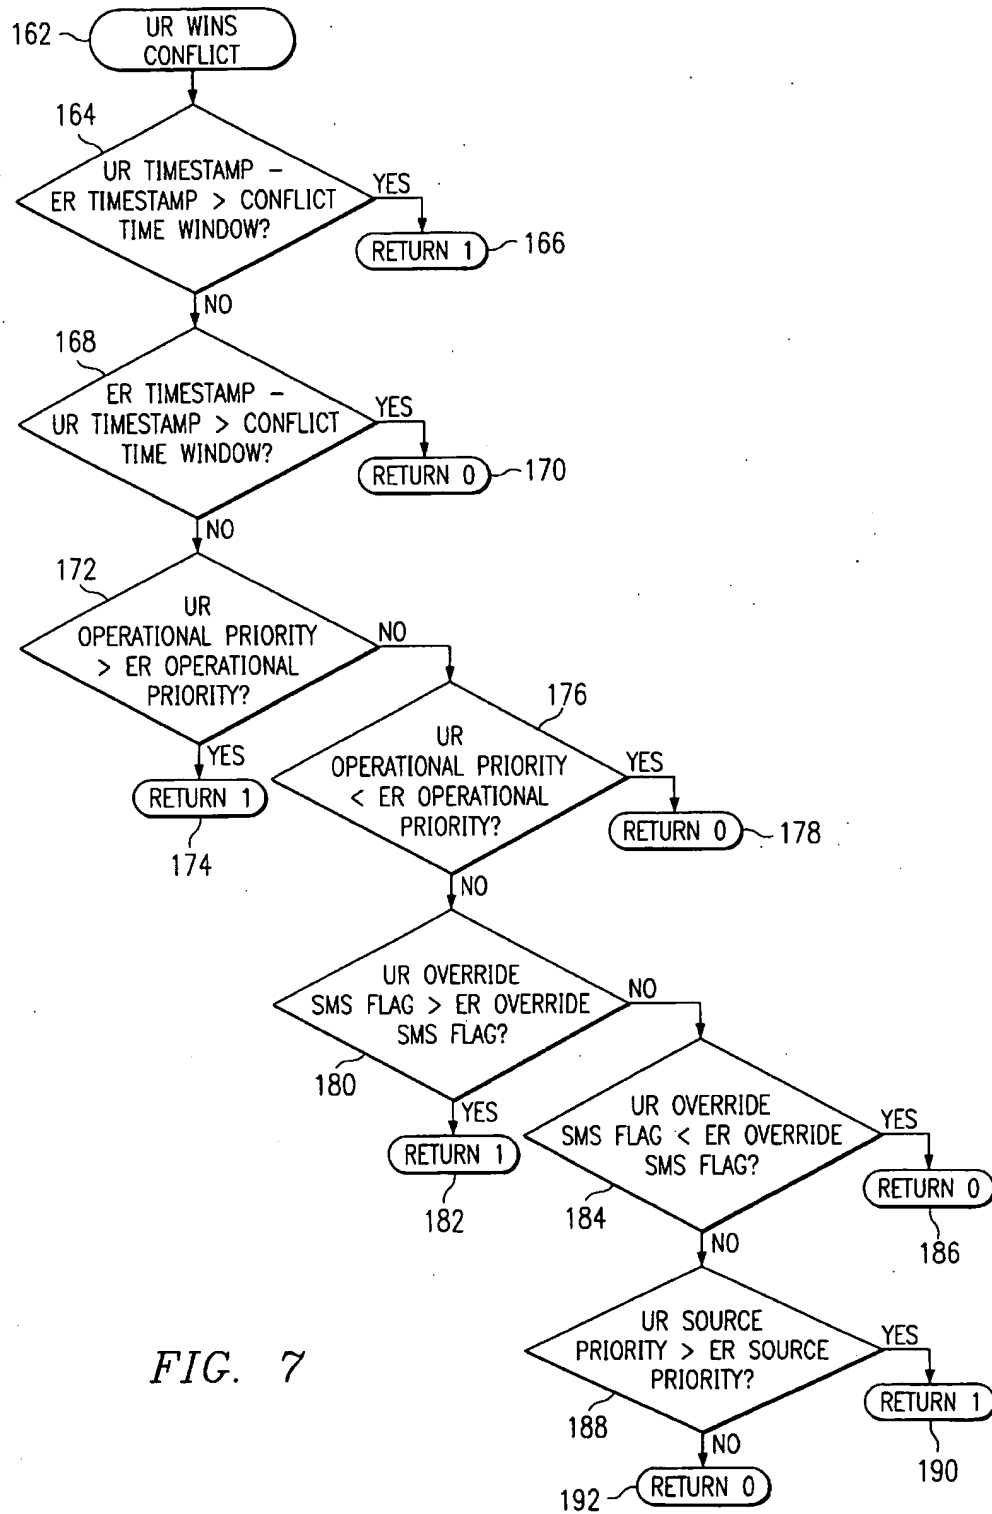 162
UR WINS
CONFLICT
164
UR TIMESTAMP –
ER TIMESTAMP > CONFLICT
TIME WINDOW?
YES
RETURN 1
166
NO
168
ER TIMESTAMP –
UR TIMESTAMP > CONFLICT
TIME WINDOW?
YES
RETURN 0
170
NO
172
UR
OPERATIONAL PRIORITY
> ER OPERATIONAL
PRIORITY?
NO
YES
RETURN 1
174
176
UR
OPERATIONAL PRIORITY
< ER OPERATIONAL
PRIORITY?
YES
RETURN 0
178
NO
UR OVERRIDE
SMS FLAG > ER OVERRIDE
SMS FLAG?
NO
180
YES
RETURN 1
182
UR OVERRIDE
SMS FLAG < ER OVERRIDE
SMS FLAG?
YES
184
RETURN 0
186
NO
UR SOURCE
PRIORITY > ER SOURCE
PRIORITY?
YES
188
RETURN 1
190
NO
192
RETURN 0
FIG. 7